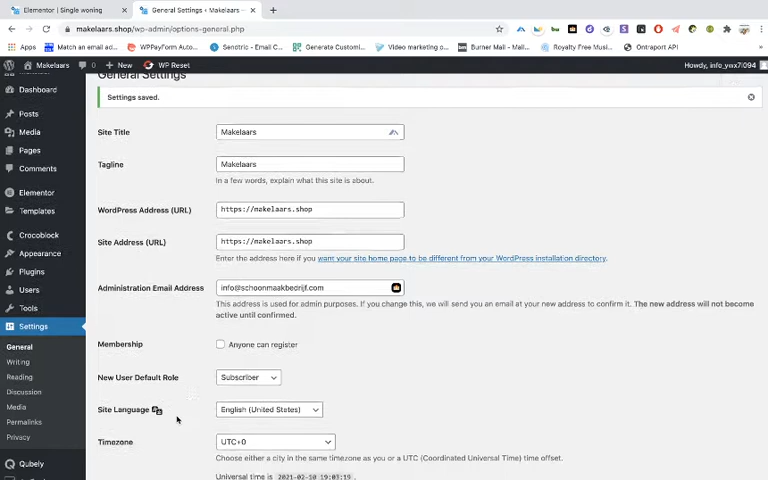 Elementor | Single woning
General Settings ‹ Makelaars —
makelaars.shop/wp-admin/options-general.php
Apps
Match an email ad...
WPPayForm Auto...
Sendtric - Email C...
Generate Customi...
Video marketing o...
Burner Mail - Mail...
Royalty Free Musi...
Ontraport API
Makelaars
0
New
WP Reset
Howdy, info_ywx7l094
Dashboard
Posts
Media
Pages
Comments
Elementor
Templates
Crocoblock
Appearance
Plugins
Users
Tools
Settings
General
Writing
Reading
Discussion
Media
Permalinks
Privacy
Qubely
General Settings
Settings saved.
Site Title
Makelaars
Tagline
Makelaars
In a few words, explain what this site is about.
WordPress Address (URL)
https://makelaars.shop
Site Address (URL)
https://makelaars.shop
Enter the address here if you want your site home page to be different from your WordPress installation directory.
Administration Email Address
info@schoonmaakbedrijf.com
This address is used for admin purposes. If you change this, we will send you an email at your new address to confirm it. The new address will not become
active until confirmed.
Membership
Anyone can register
New User Default Role
Subscriber
Site Language
English (United States)
Timezone
UTC+0
Choose either a city in the same timezone as you or a UTC (Coordinated Universal Time) time offset.
Universal time is 2021-02-10 19:03:19.